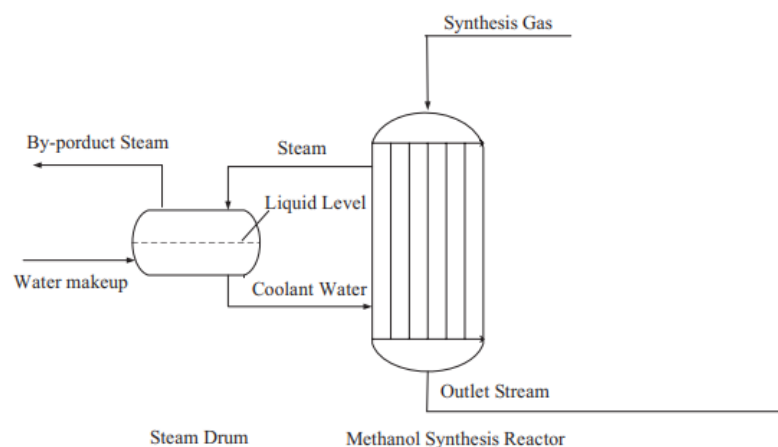 Synthesis Gas
By-porduct Steam
Steam
Liquid Level
Water makeup
Coolant Water
Outlet Stream
Steam Drum
Methanol Synthesis Reactor